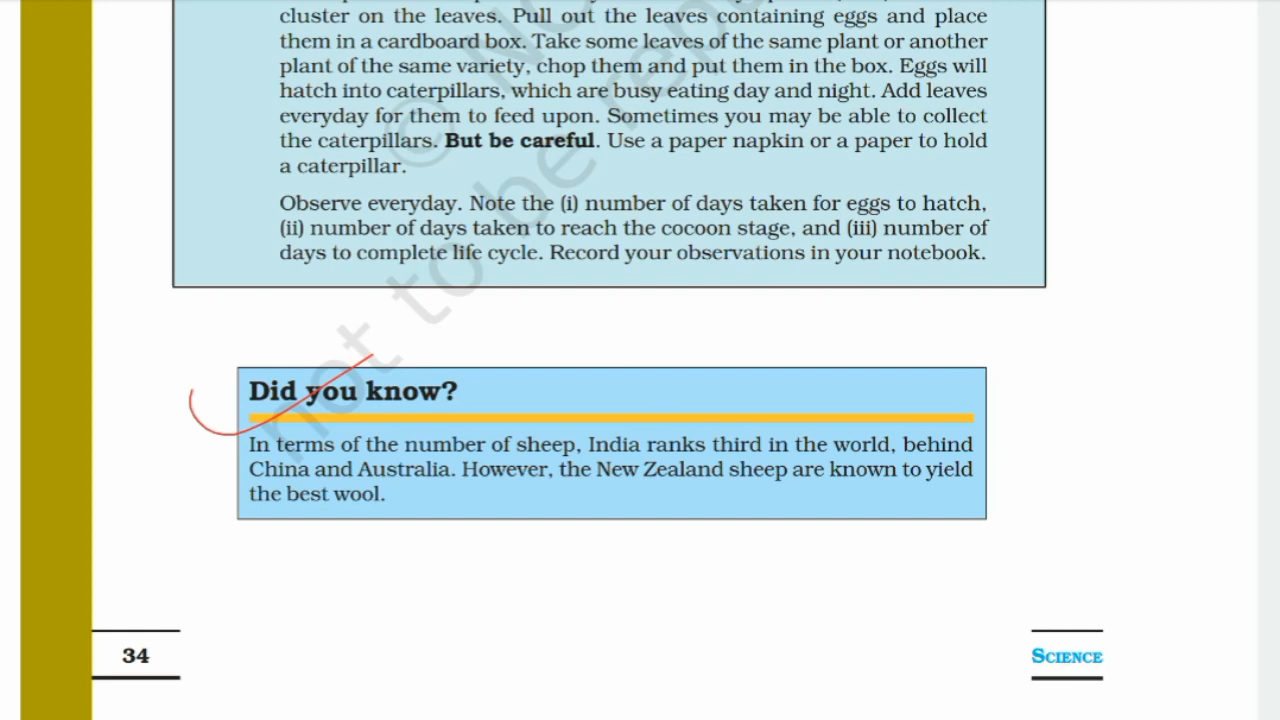 cluster on the leaves. Pull out the leaves containing eggs and place
them in a cardboard box. Take some leaves of the same plant or another
plant of the same variety, chop them and put them in the box. Eggs will
hatch into caterpillars, which are busy eating day and night. Add leaves
everyday for them to feed upon. Sometimes you may be able to collect
the caterpillars. But be careful. Use a paper napkin or a paper to hold
a caterpillar.
Observe everyday. Note the (i) number of days taken for eggs to hatch,
(ii) number of days taken to reach the cocoon stage, and (iii) number of
days to complete life cycle. Record your observations in your notebook.
Did you know?
In terms of the number of sheep, India ranks third in the world, behind
China and Australia. However, the New Zealand sheep are known to yield
the best wool.
34
SCIENCE
not to be